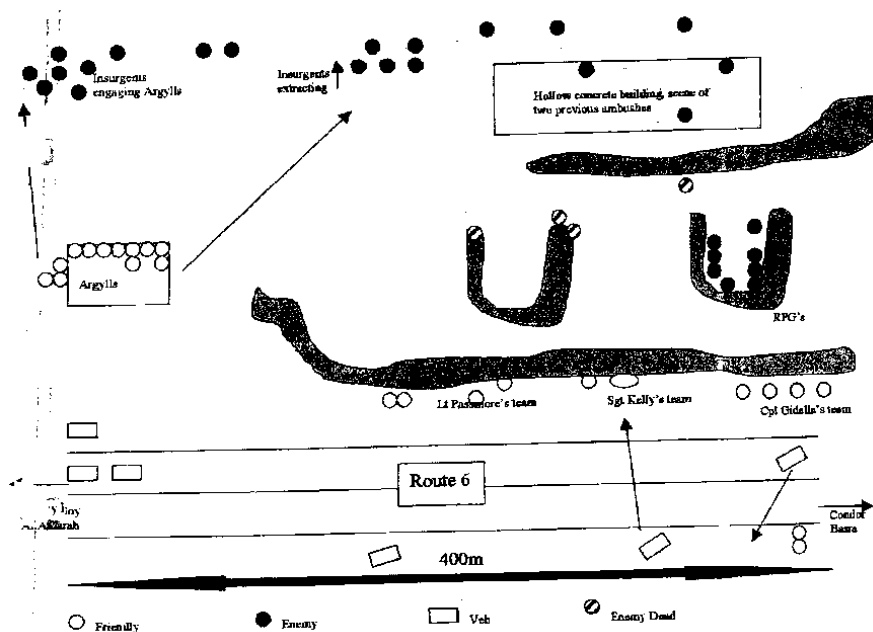 Insurgents
engaging Argylls
Insurgents
extracting
Hollow concrete building, scene of
two previous ambushes
Argylls
RPG's
Lt Passmore's team
Sgt Kelly's team
Cpl Gidalla's team
Route 6
Condor
Basra
400m
Friendly
Enemy
Veh
Enemy Dead